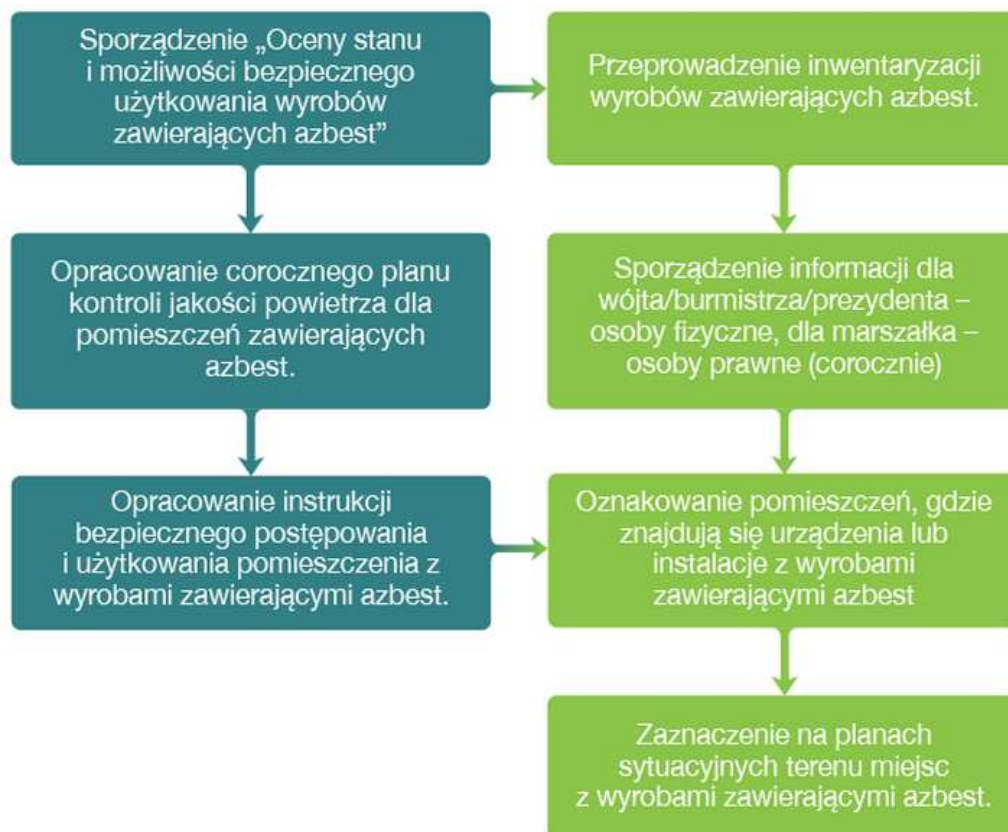 Sporządzenie „Oceny stanu
i możliwości bezpiecznego
użytkowania wyrobów
zawierających azbest”
Przeprowadzenie inwentaryzacji
wyrobów zawierających azbest.
Opracowanie corocznego planu
kontroli jakości powietrza dla
pomieszczeń zawierających
azbest.
Sporządzenie informacji dla
wójta/burmistrza/prezydenta –
osoby fizyczne, dla marszałka –
osoby prawne (corocznie)
Opracowanie instrukcji
bezpiecznego postępowania
i użytkowania pomieszczenia z
wyrobami zawierającymi azbest.
Oznakowanie pomieszczeń, gdzie
znajdują się urządzenia lub
instalacje z wyrobami
zawierającymi azbest
Zaznaczenie na planach
sytuacyjnych terenu miejsc
z wyrobami zawierającymi azbest.